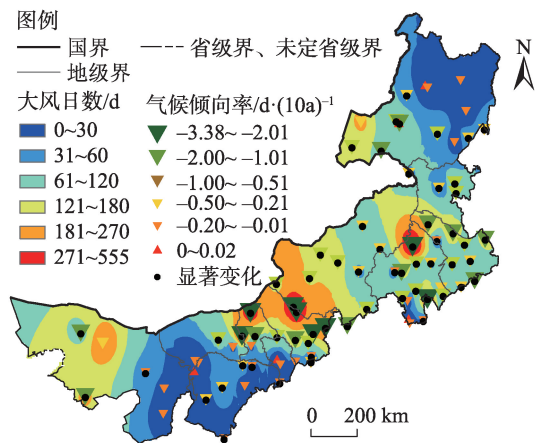 图例
国界
省级界、未定省级界
地级界
大风日数/d
0~30
31~60
61~120
121~180
181~270
271~555
气候倾向率/d·(10a)⁻¹
−3.38~ −2.01
−2.00~ −1.01
−1.00~ −0.51
−0.50~ −0.21
−0.20~ −0.01
0~0.02
显著变化
N
0 200 km